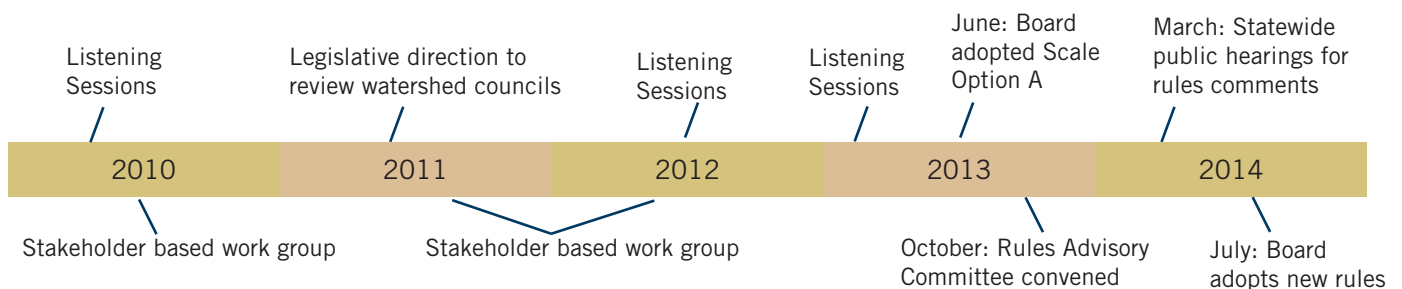 Listening
Sessions
Legislative direction to
review watershed councils
Listening
Sessions
Listening
Sessions
June: Board
adopted Scale
Option A
March: Statewide
public hearings for
rules comments
2010
2011
2012
2013
2014
Stakeholder based work group
Stakeholder based work group
October: Rules Advisory
Committee convened
July: Board
adopts new rules